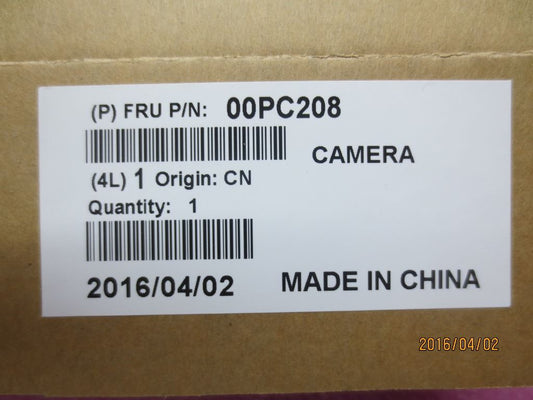 (P) FRU P/N: 00PC208
CAMERA
(4L) 1 Origin: CN
Quantity: 1
2016/04/02 MADE IN CHINA
2016/04/02